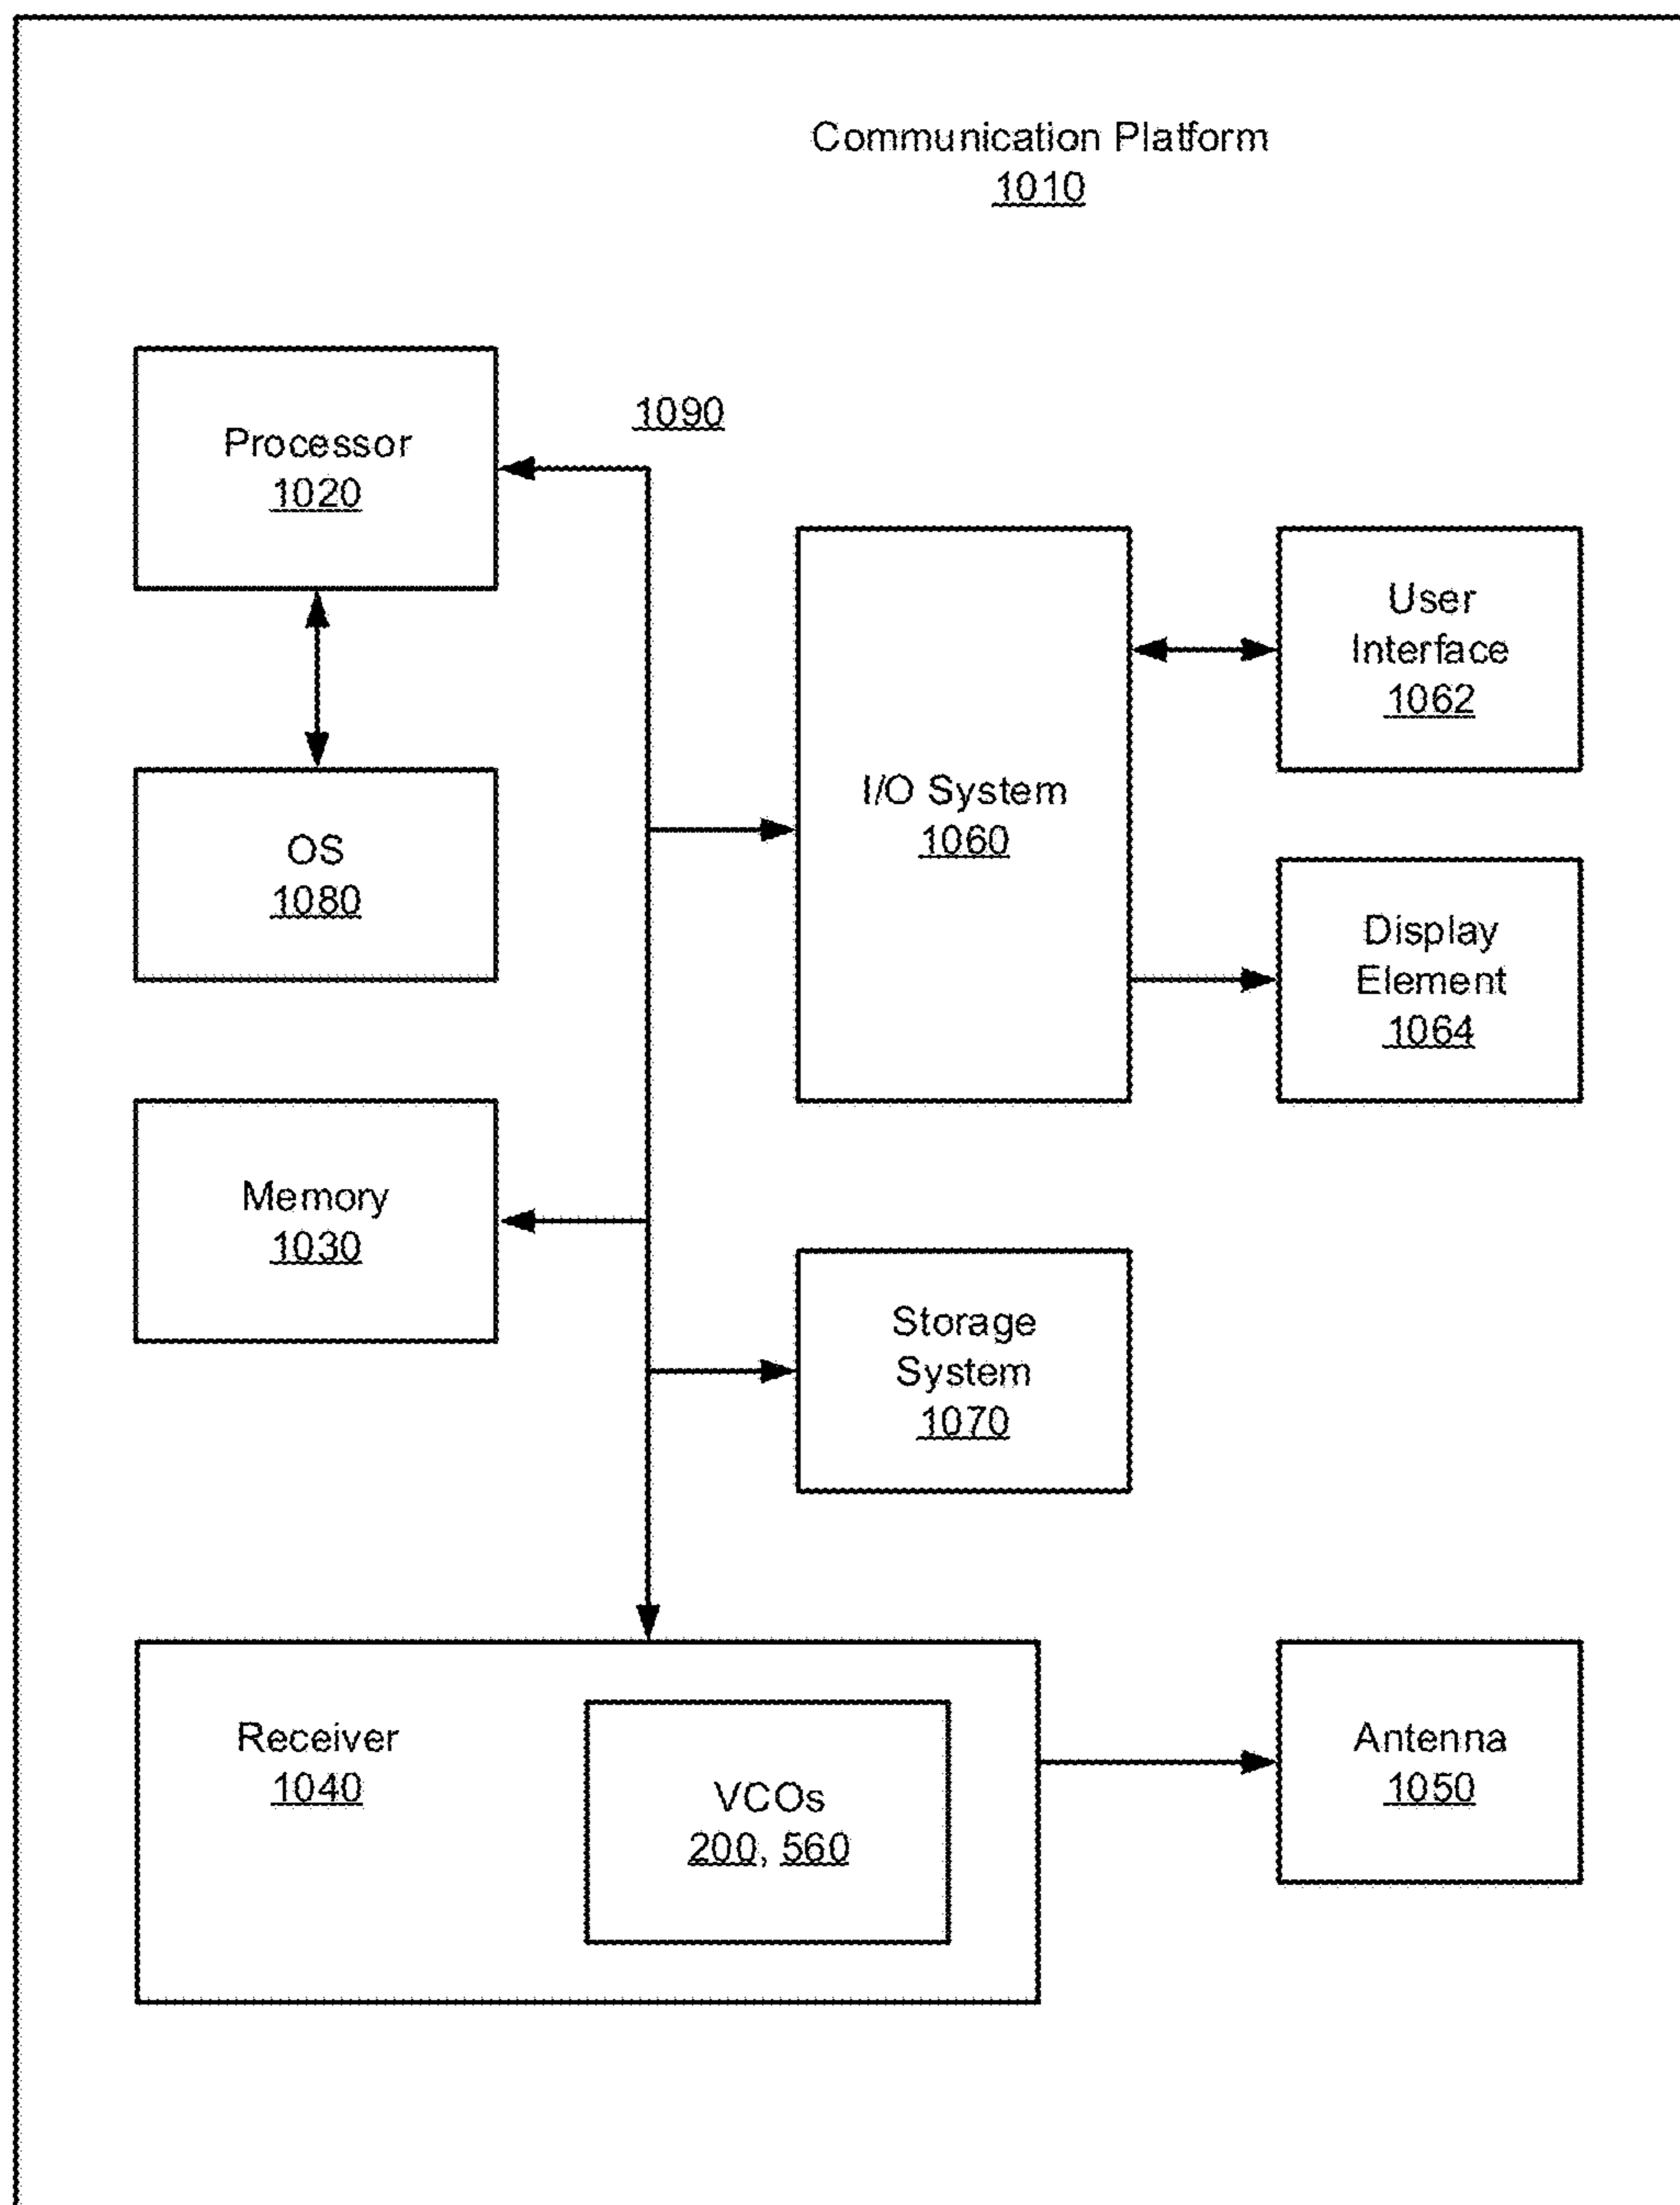 Communication Platform
1010
Processor
1020
1090
OS
1080
I/O System
1060
User
Interface
1062
Display
Element
1064
Memory
1030
Storage
System
1070
Receiver
1040
VCOs
200, 560
Antenna
1050